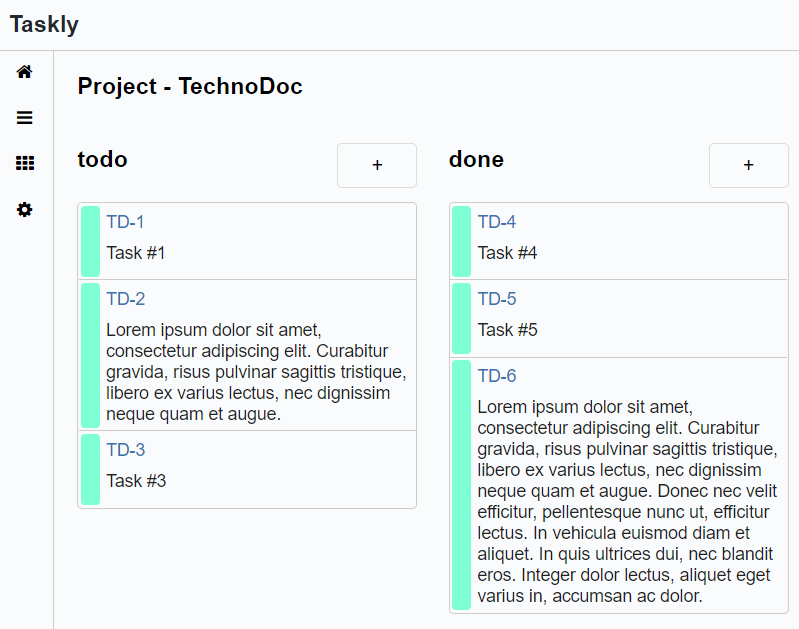 Taskly
Project - TechnoDoc
todo
+
TD-1
Task #1
TD-2
Lorem ipsum dolor sit amet,
consectetur adipiscing elit. Curabitur
gravida, risus pulvinar sagittis tristique,
libero ex varius lectus, nec dignissim
neque quam et augue.
TD-3
Task #3
done
+
TD-4
Task #4
TD-5
Task #5
TD-6
Lorem ipsum dolor sit amet,
consectetur adipiscing elit. Curabitur
gravida, risus pulvinar sagittis tristique,
libero ex varius lectus, nec dignissim
neque quam et augue. Donec nec velit
efficitur, pellentesque nunc ut, efficitur
lectus. In vehicula euismod diam et
aliquet. In quis ultrices dui, nec blandit
eros. Integer dolor lectus, aliquet eget
varius in, accumsan ac dolor.